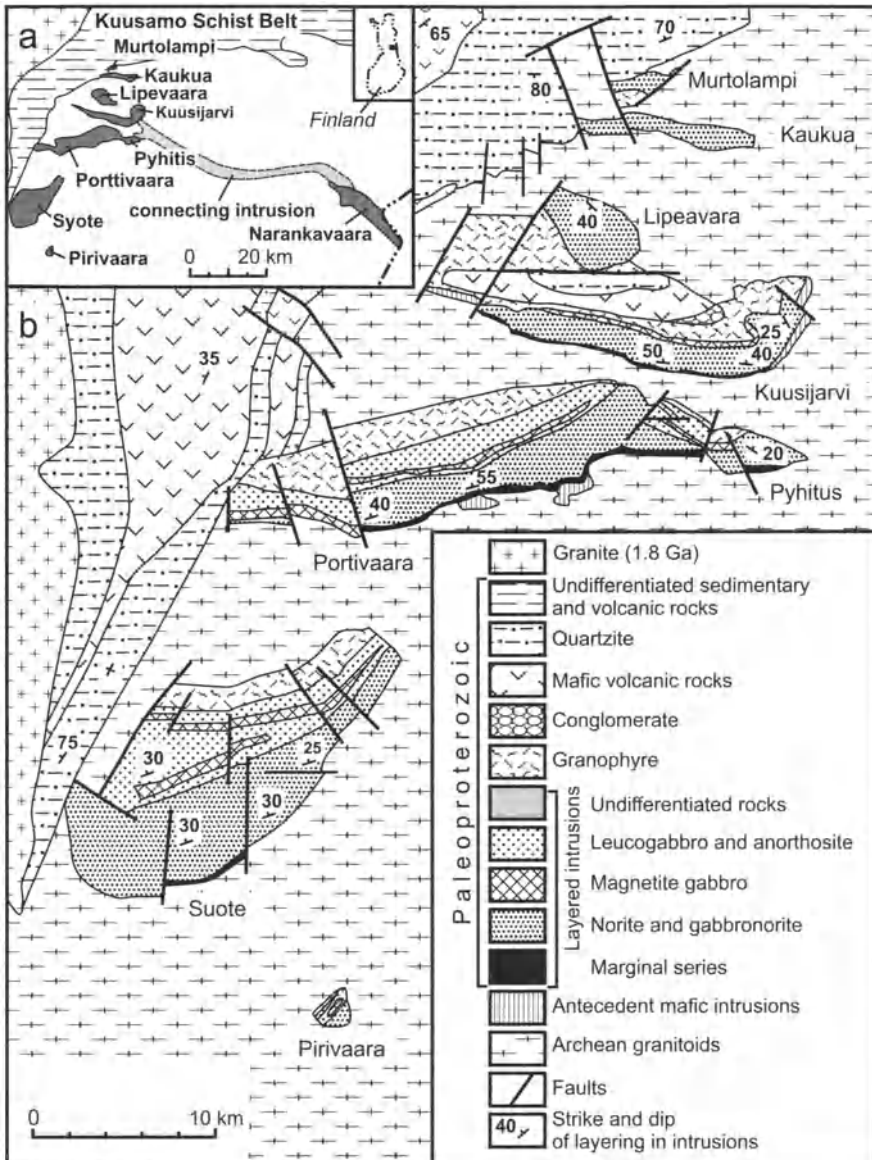 a
Kuusamo Schist Belt
Murtolampi
Kaukua
Lipevaara
Kuusijarvi
Finland
Pyhitis
Porttivaara
connecting intrusion
Syote
Narankavaara
Pirivaara
0 20 km
65
70
80
Murtolampi
Kaukua
40
Lipeavara
b
35
25
50
40
Kuusijarvi
20
Pyhitus
55
40
Portivaara
75
30
25
30
30
Suote
Pirivaara
0 10 km
Granite (1.8 Ga)
Undifferentiated sedimentary
and volcanic rocks
Quartzite
Mafic volcanic rocks
Conglomerate
Granophyre
Undifferentiated rocks
Leucogabbro and anorthosite
Magnetite gabbro
Norite and gabbronorite
Marginal series
Layered intrusions
Paleoproterozoic
Antecedent mafic intrusions
Archean granitoids
Faults
40
Strike and dip
of layering in intrusions